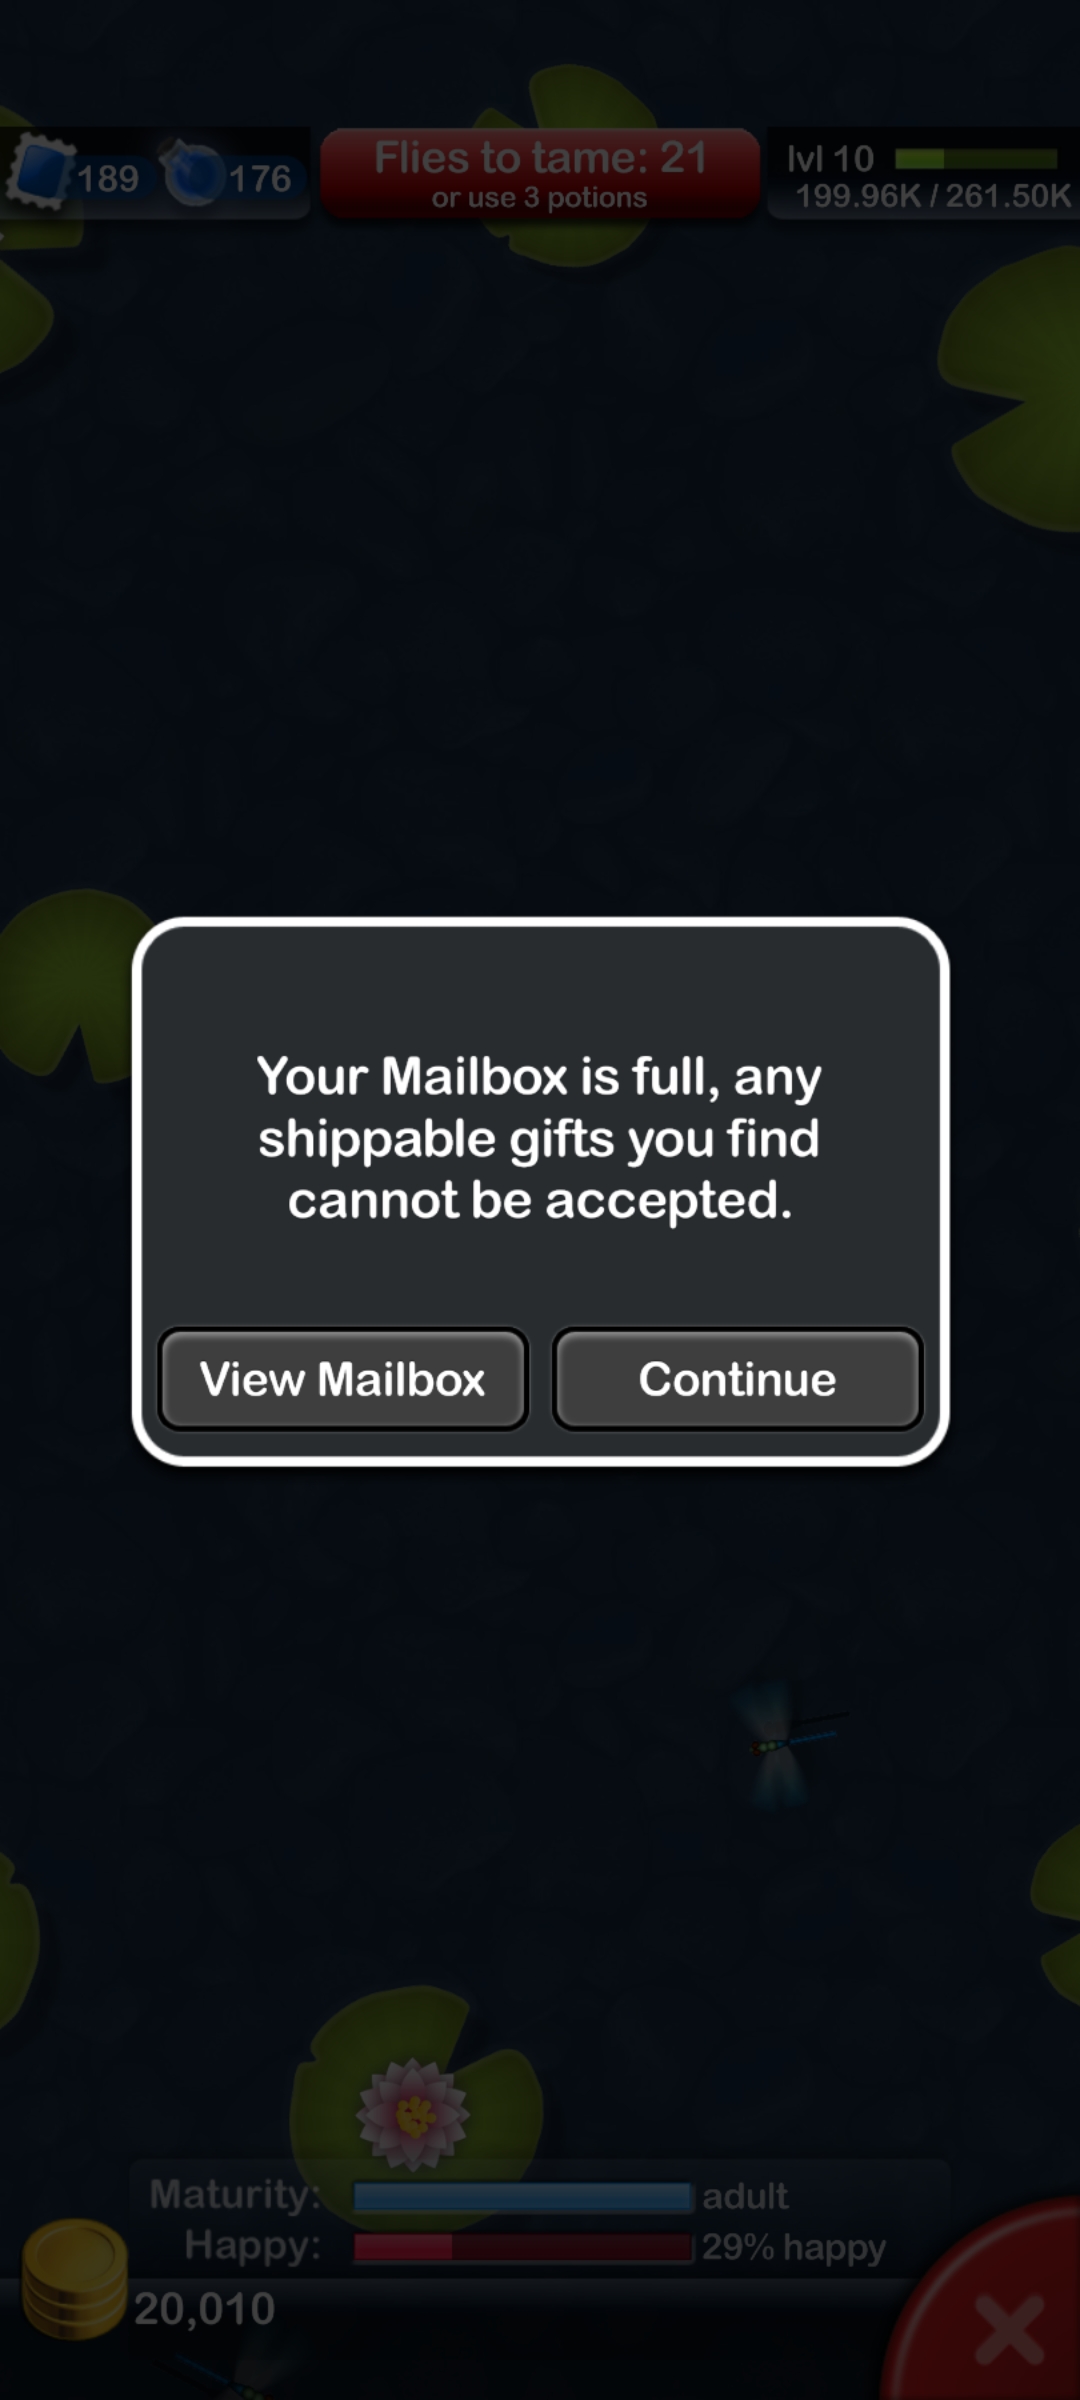 189
176
Flies to tame: 21
or use 3 potions
lvl 10
199.96K / 261.50K
Your Mailbox is full, any
shippable gifts you find
cannot be accepted.
View Mailbox
Continue
Maturity: adult
Happy: 29% happy
20,010